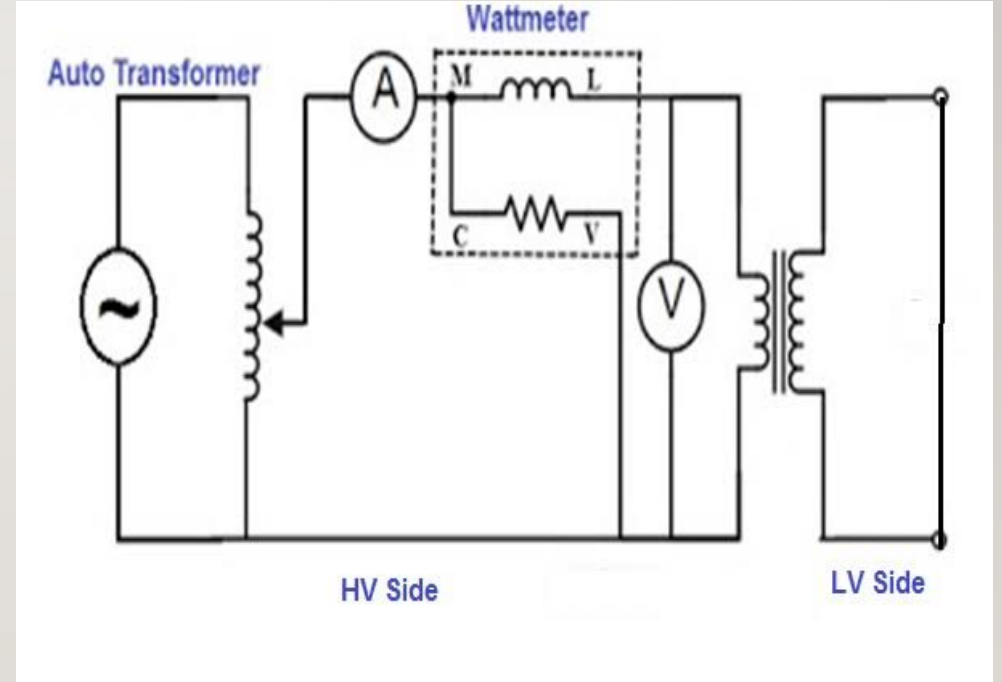 Wattmeter
Auto Transformer
A
M
L
C
V
V
~
HV Side
LV Side